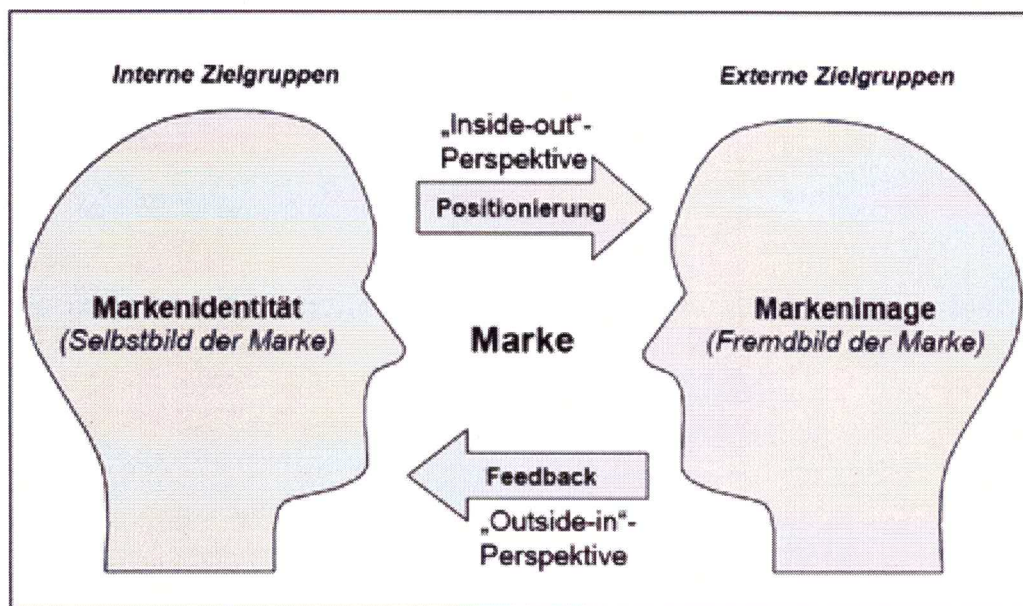 Interne Zielgruppen
Externe Zielgruppen
„Inside-out“-
Perspektive
Positionierung
Markenidentität
(Selbstbild der Marke)
Marke
Markenimage
(Fremdbild der Marke)
Feedback
„Outside-in“-
Perspektive